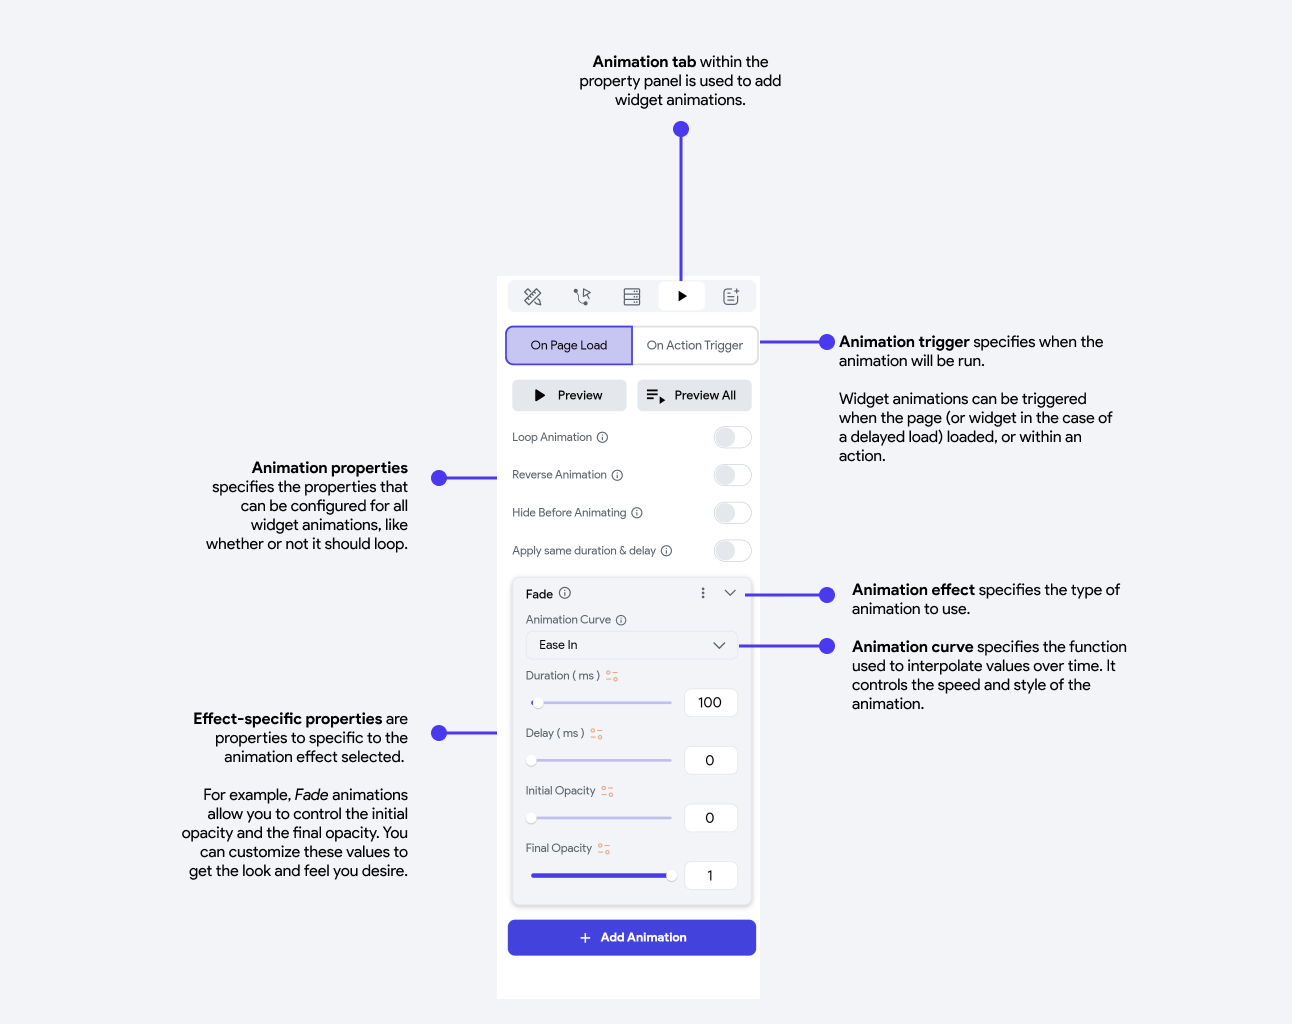 Animation tab within the
property panel is used to add
widget animations.
On Page Load
On Action Trigger
Preview
Preview All
Loop Animation
Reverse Animation
Hide Before Animating
Apply same duration & delay
Fade
Animation Curve
Ease In
Duration ( ms )
100
Delay ( ms )
0
Initial Opacity
0
Final Opacity
1
+ Add Animation
Animation trigger specifies when the
animation will be run.
Widget animations can be triggered
when the page (or widget in the case of
a delayed load) loaded, or within an
action.
Animation properties
specifies the properties that
can be configured for all
widget animations, like
whether or not it should loop.
Animation effect specifies the type of
animation to use.
Animation curve specifies the function
used to interpolate values over time. It
controls the speed and style of the
animation.
Effect-specific properties are
properties to specific to the
animation effect selected.
For example, Fade animations
allow you to control the initial
opacity and the final opacity. You
can customize these values to
get the look and feel you desire.